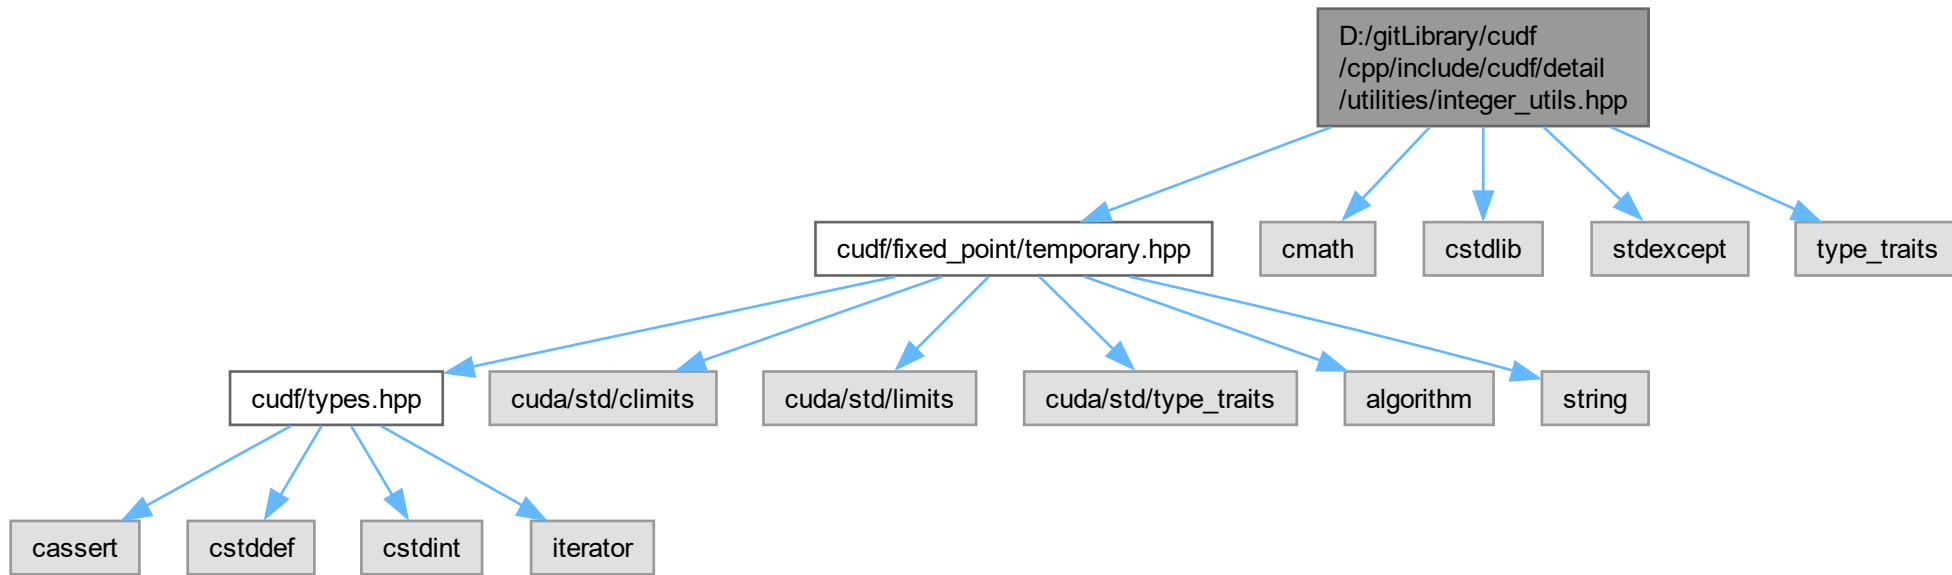 D:/gitLibrary/cudf
/cpp/include/cudf/detail
/utilities/integer_utils.hpp
cudf/fixed_point/temporary.hpp
cmath
cstdlib
stdexcept
type_traits
cudf/types.hpp
cuda/std/climits
cuda/std/limits
cuda/std/type_traits
algorithm
string
cassert
cstddef
cstdint
iterator